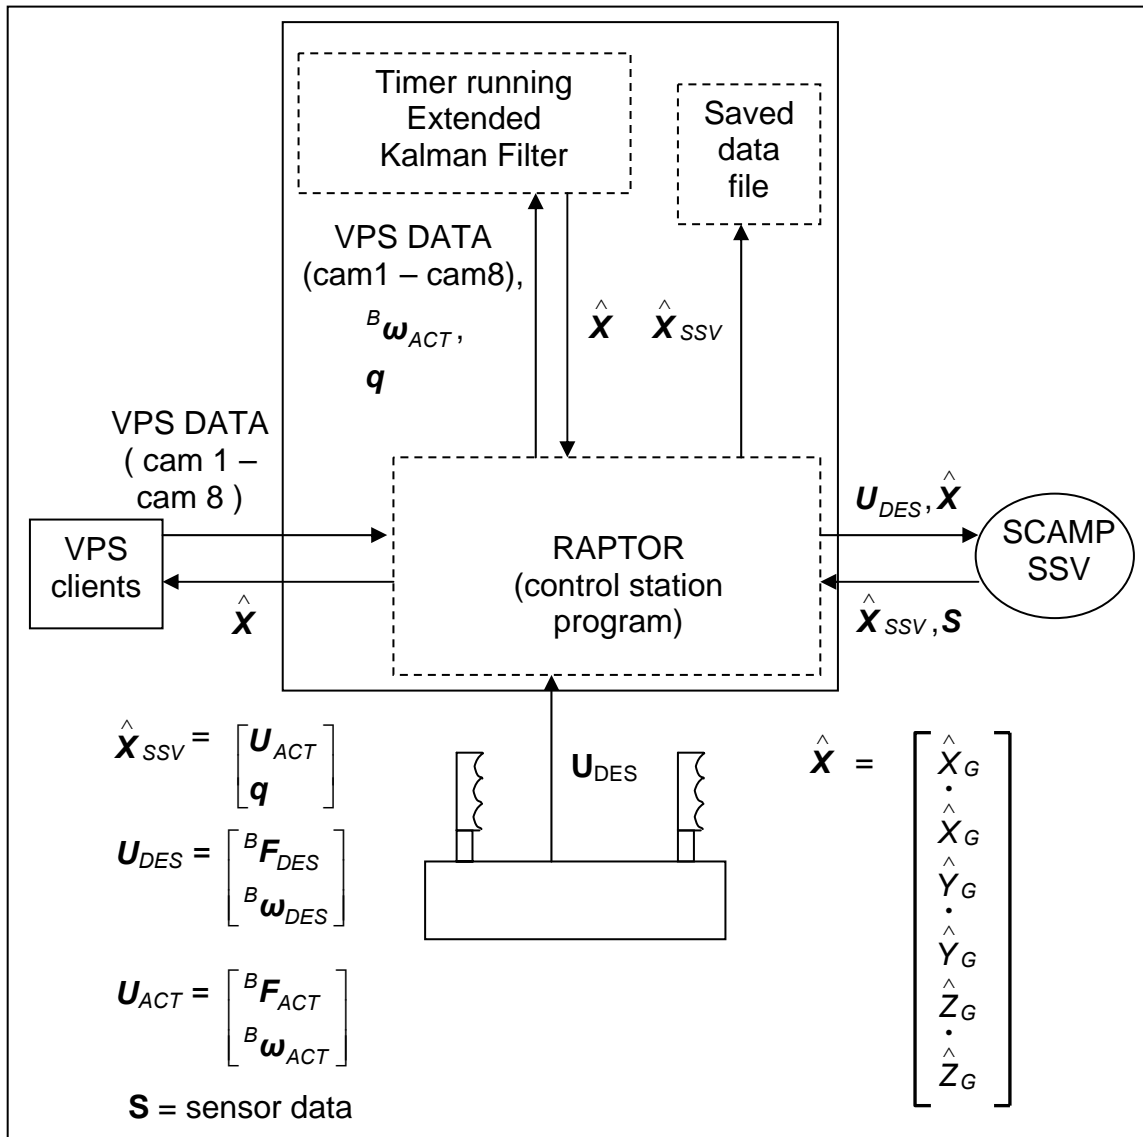 Timer running
Extended
Kalman Filter
Saved
data
file
VPS DATA
(cam1 – cam8),
ᴮω_ACT,
q
X̂
X̂_SSV
VPS DATA
( cam 1 –
cam 8 )
VPS
clients
X̂
RAPTOR
(control station
program)
U_DES, X̂
SCAMP
SSV
X̂_SSV, S
U_DES
X̂_SSV = [ U_ACT
q ]
U_DES = [ ᴮF_DES
ᴮω_DES ]
U_ACT = [ ᴮF_ACT
ᴮω_ACT ]
S = sensor data
X̂ = [ X̂_G
Ẋ̂_G
Ŷ_G
Ẏ̂_G
Ẑ_G
Ż̂_G ]